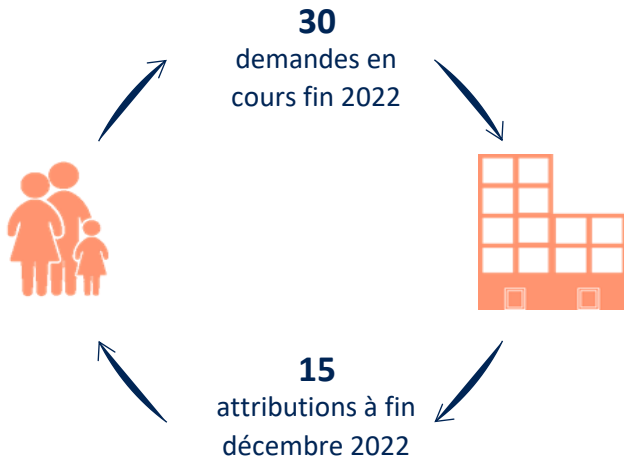 30
demandes en
cours fin 2022
15
attributions à fin
décembre 2022